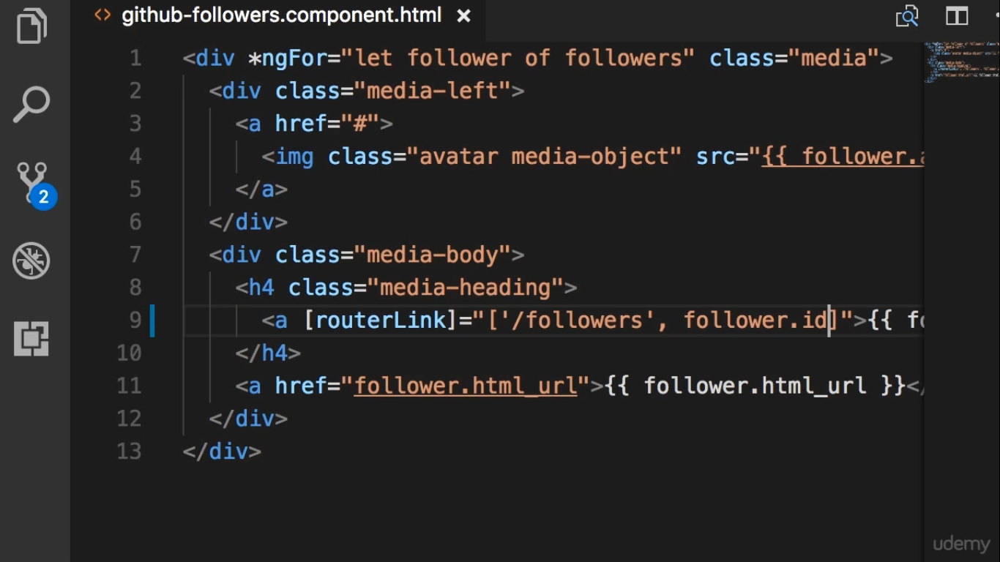 github-followers.component.html
1 <div *ngFor="let follower of followers" class="media">
2 <div class="media-left">
3 <a href="#">
4 <img class="avatar media-object" src="{{ follower.
5 </a>
6 </div>
7 <div class="media-body">
8 <h4 class="media-heading">
9 <a [routerLink]="['/followers', follower.id]">{{
10 </h4>
11 <a href="follower.html_url">{{ follower.html_url }}</
12 </div>
13 </div>
2
udemy